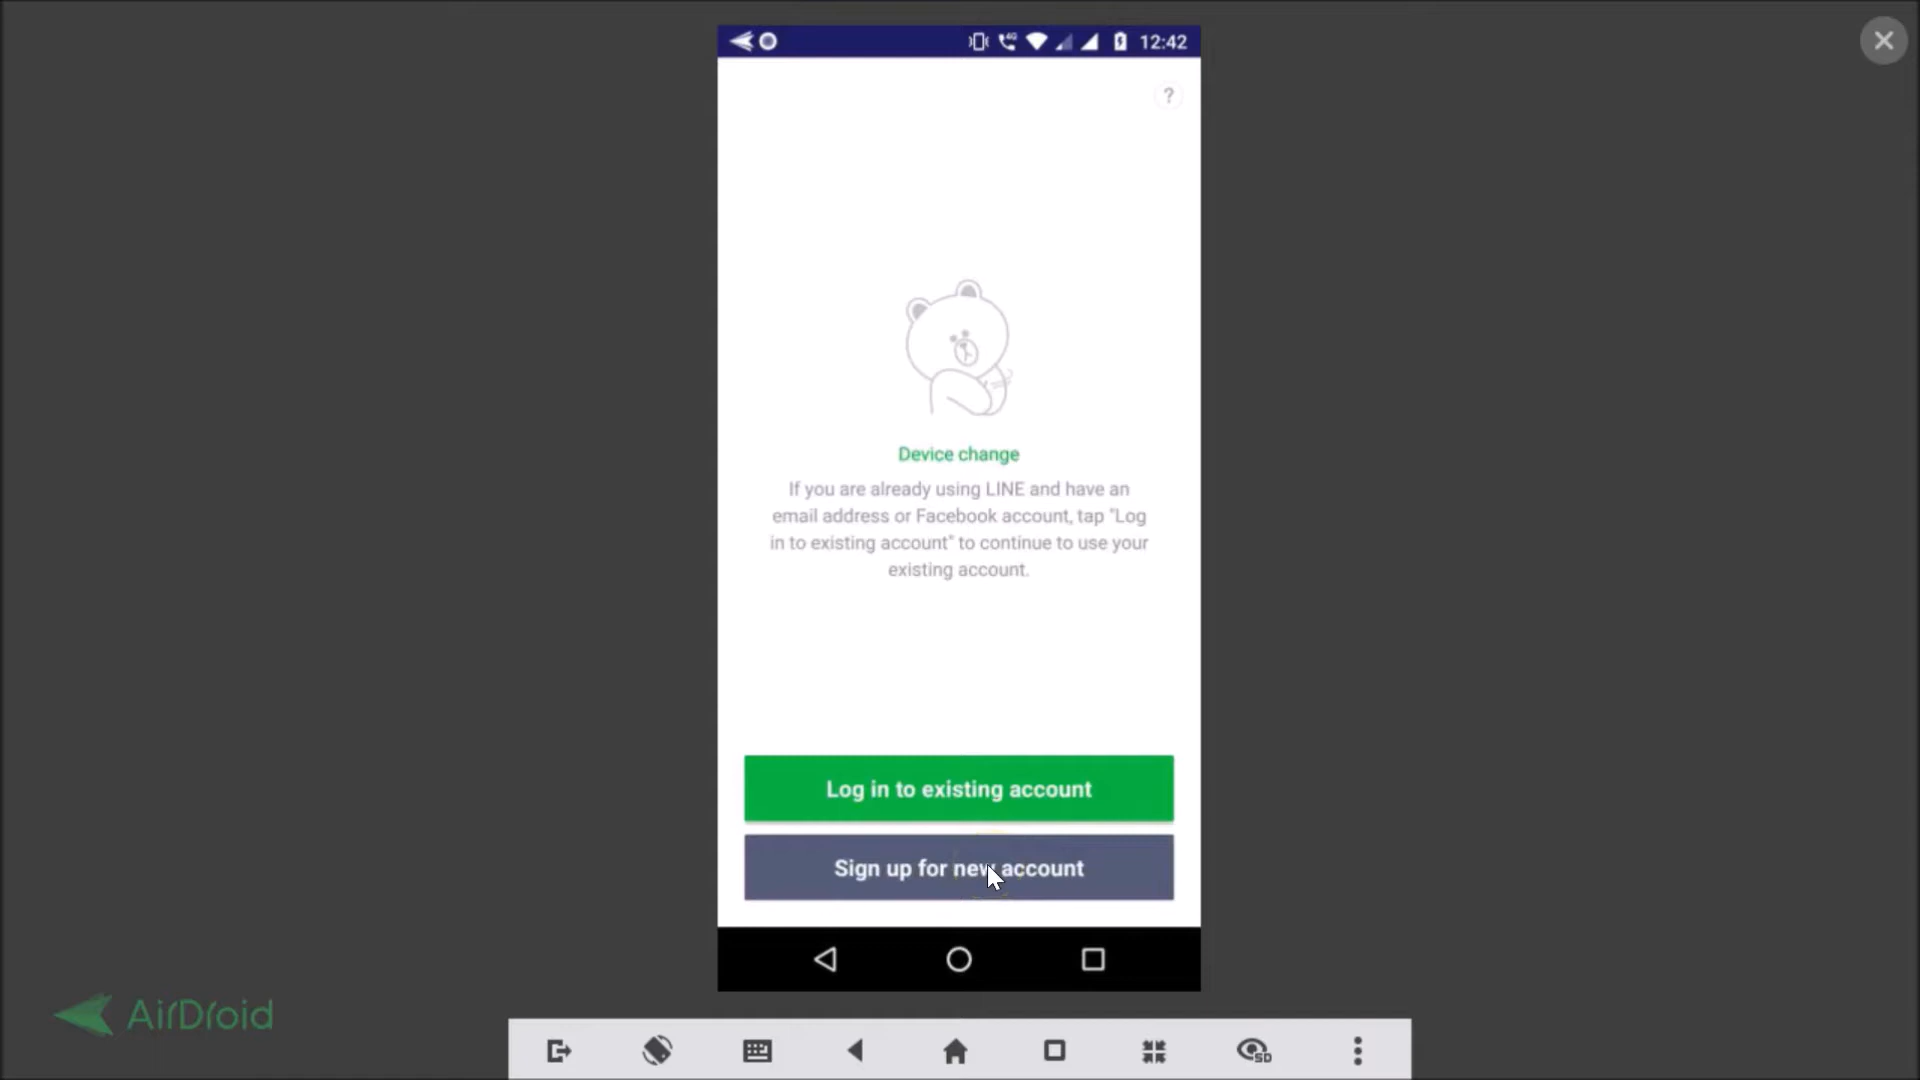 12:42
?
Device change
If you are already using LINE and have an
email address or Facebook account, tap "Log
in to existing account" to continue to use your
existing account.
Log in to existing account
Sign up for new account
AirDroid
SD